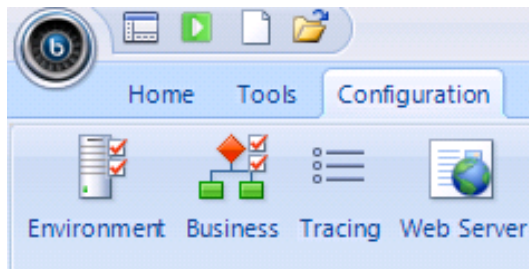 b
Home Tools Configuration
Environment Business Tracing Web Server